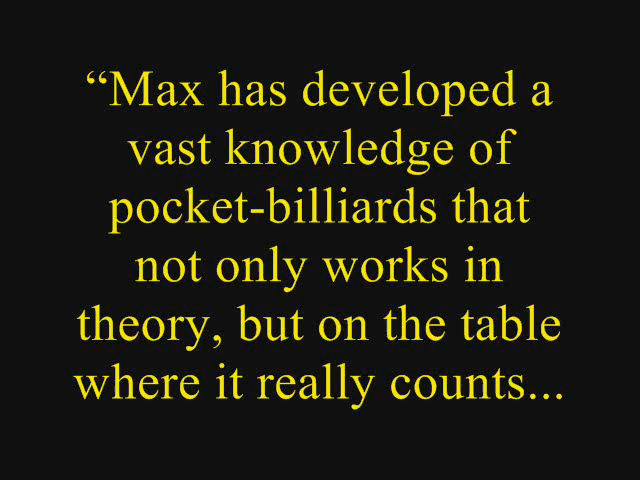 “Max has developed a
vast knowledge of
pocket-billiards that
not only works in
theory, but on the table
where it really counts...